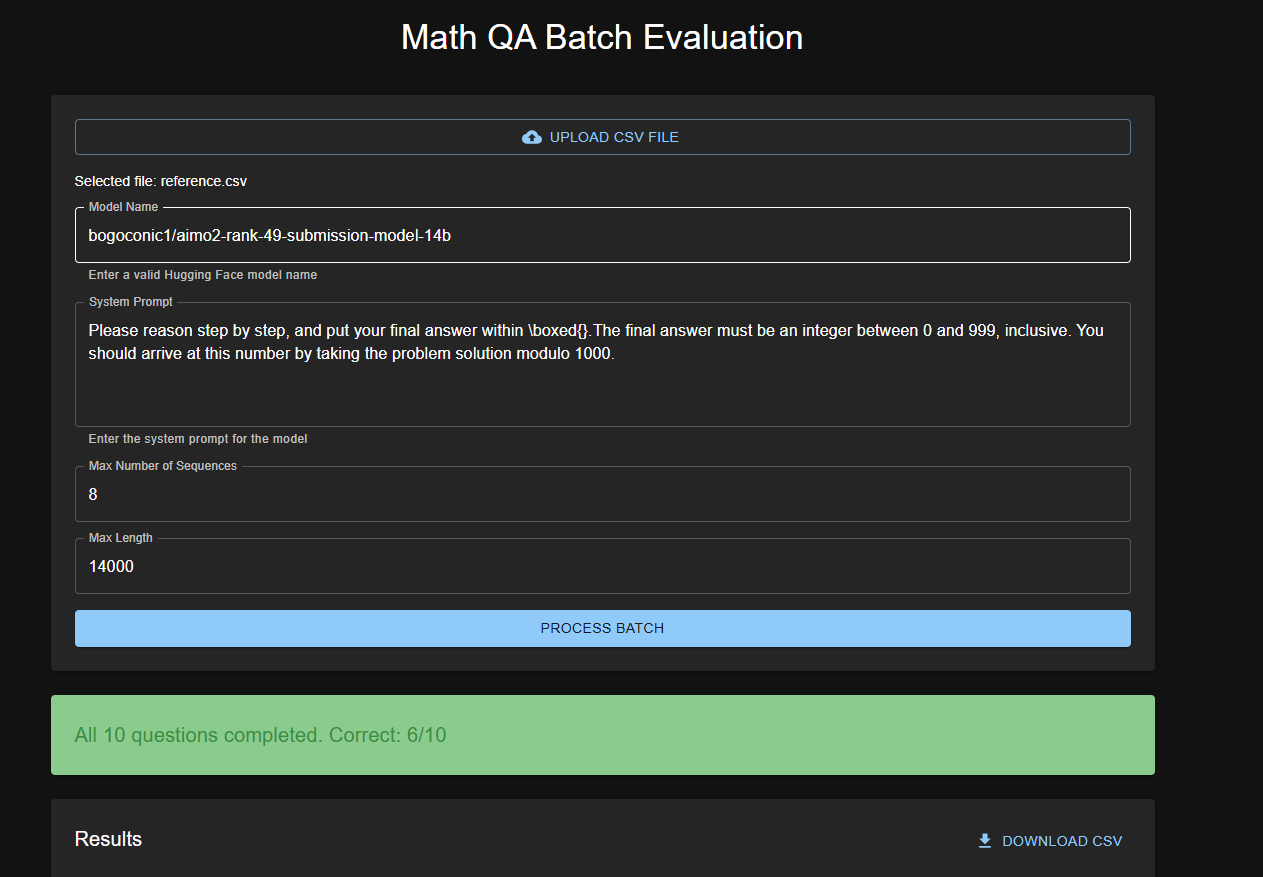 Math QA Batch Evaluation
UPLOAD CSV FILE
Selected file: reference.csv
Model Name
bogoconic1/aimo2-rank-49-submission-model-14b
Enter a valid Hugging Face model name
System Prompt
Please reason step by step, and put your final answer within \boxed{}.The final answer must be an integer between 0 and 999, inclusive. You
should arrive at this number by taking the problem solution modulo 1000.
Enter the system prompt for the model
Max Number of Sequences
8
Max Length
14000
PROCESS BATCH
All 10 questions completed. Correct: 6/10
Results
DOWNLOAD CSV